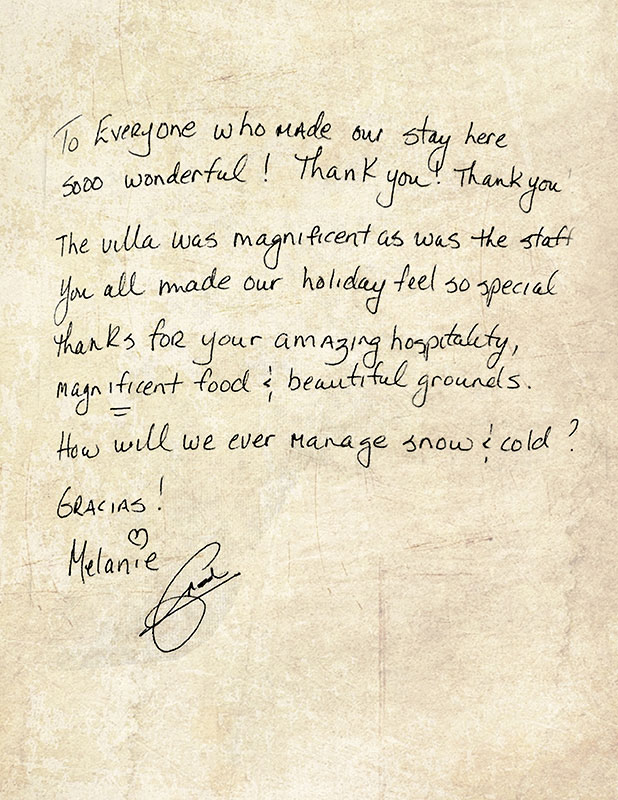 To Everyone who made our stay here
sooo wonderful! Thank you! Thank you
The villa was magnificent as was the staff
You all made our holiday feel so special
thanks for your amazing hospitality,
magnificent food & beautiful grounds.
How will we ever manage snow & cold?
Gracias!
Melanie